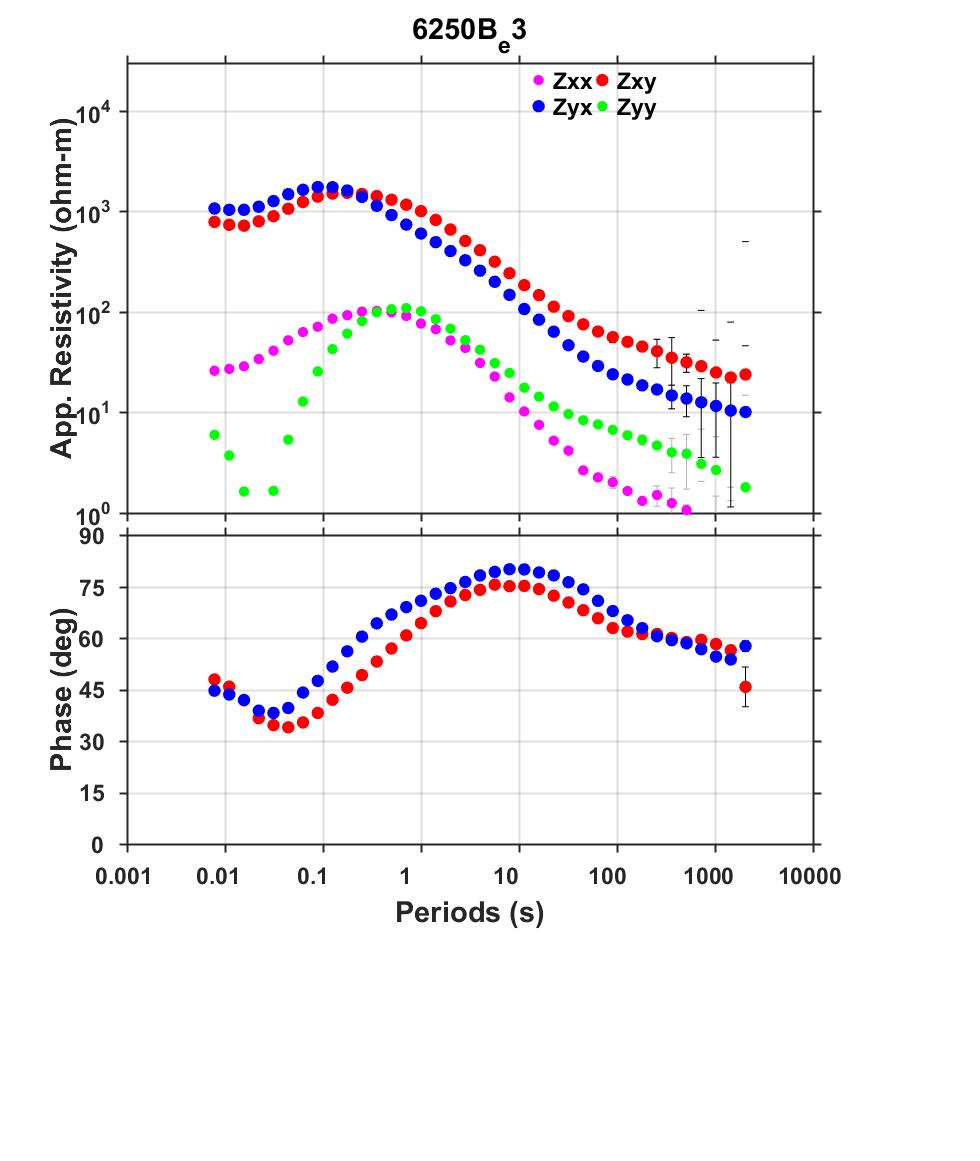 6250Be3
Zxx Zxy
Zyx Zyy
App. Resistivity (ohm-m)
10^4
10^3
10^2
10^1
10^0
Phase (deg)
90
75
60
45
30
15
0
0.001 0.01 0.1 1 10 100 1000 10000
Periods (s)